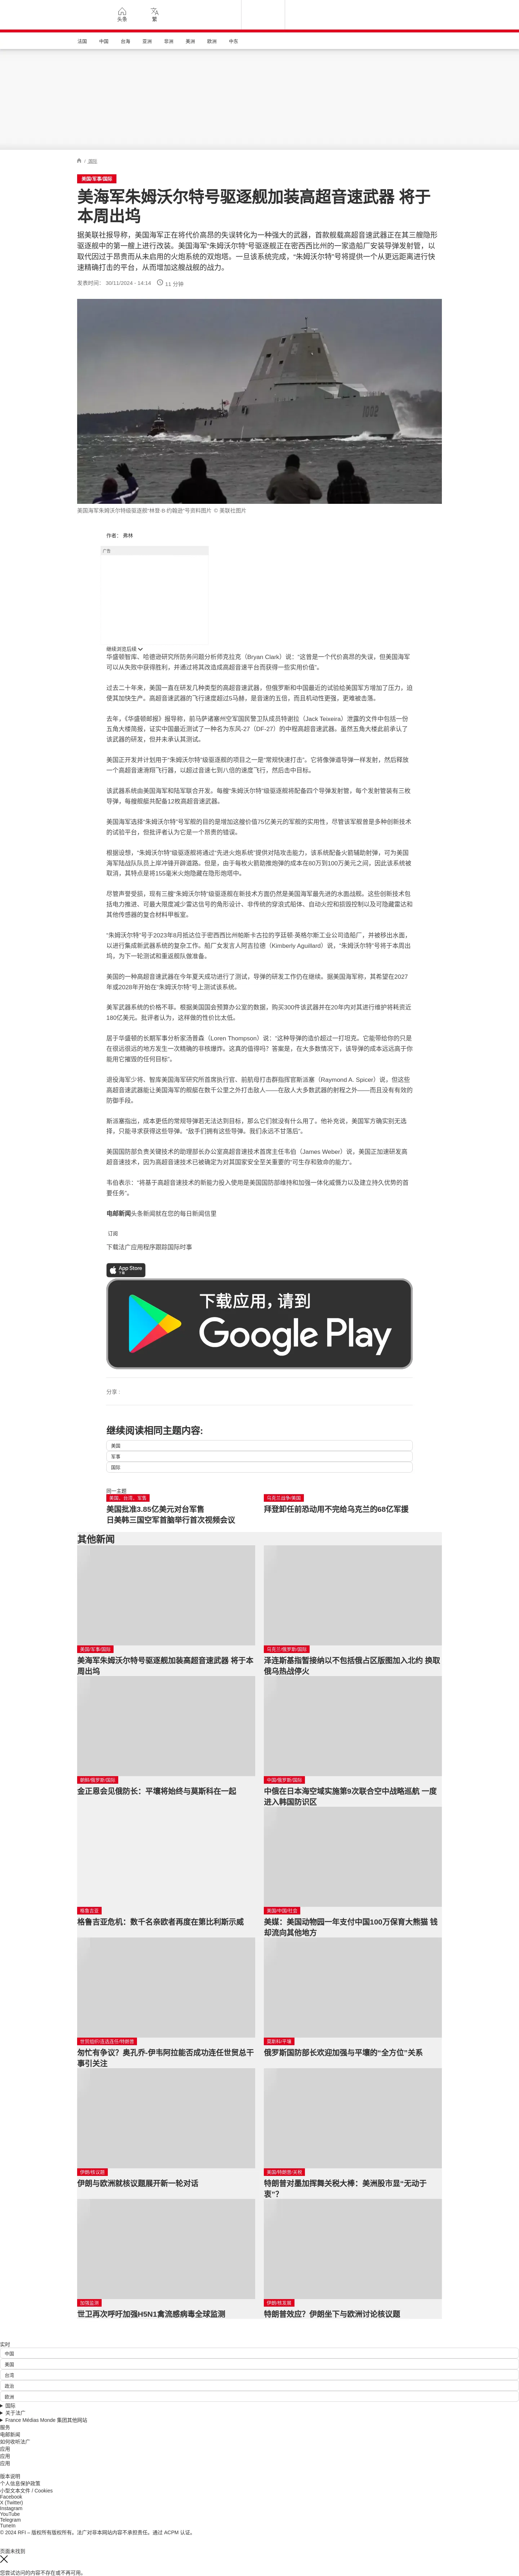 头条
繁
法国
中国
台海
亚洲
非洲
美洲
欧洲
中东
/ 国际
美国/军事/国际
美海军朱姆沃尔特号驱逐舰加装高超音速武器 将于
本周出坞
据美联社报导称，美国海军正在将代价高昂的失误转化为一种强大的武器，首款舰载高超音速武器正在其三艘隐形
驱逐舰中的第一艘上进行改装。美国海军“朱姆沃尔特”号驱逐舰正在密西西比州的一家造船厂安装导弹发射管，以
取代因过于昂贵而从未启用的火炮系统的双炮塔。一旦该系统完成，“朱姆沃尔特”号将提供一个从更远距离进行快
速精确打击的平台，从而增加这艘战舰的战力。
发表时间： 30/11/2024 - 14:14 11 分钟
1002
美国海军朱姆沃尔特级驱逐舰“林登·B·约翰逊”号资料图片 © 美联社图片
作者： 弗林
广告
继续浏览后续
华盛顿智库、哈德逊研究所防务问题分析师克拉克（Bryan Clark）说：“这曾是一个代价高昂的失误，但美国海军
可以从失败中获得胜利，并通过将其改造成高超音速平台而获得一些实用价值”。
过去二十年来，美国一直在研发几种类型的高超音速武器，但俄罗斯和中国最近的试验给美国军方增加了压力，迫
使其加快生产。高超音速武器的飞行速度超过5马赫，是音速的五倍，而且机动性更强，更难被击落。
去年，《华盛顿邮报》报导称，前马萨诸塞州空军国民警卫队成员特谢拉（Jack Teixeira）泄露的文件中包括一份
五角大楼简报，证实中国最近测试了一种名为东风-27（DF-27）的中程高超音速武器。虽然五角大楼此前承认了
该武器的研发，但并未承认其测试。
美国正开发并计划用于“朱姆沃尔特”级驱逐舰的项目之一是“常规快速打击”。它将像弹道导弹一样发射，然后释放
一个高超音速滑翔飞行器，以超过音速七到八倍的速度飞行，然后击中目标。
该武器系统由美国海军和陆军联合开发。每艘“朱姆沃尔特”级驱逐舰将配备四个导弹发射管，每个发射管装有三枚
导弹，每艘舰艇共配备12枚高超音速武器。
美国海军选择“朱姆沃尔特”号军舰的目的是增加这艘价值75亿美元的军舰的实用性，尽管该军舰曾是多种创新技术
的试验平台，但批评者认为它是一个昂贵的错误。
根据设想，“朱姆沃尔特”级驱逐舰将通过“先进火炮系统”提供对陆攻击能力，该系统配备火箭辅助射弹，可为美国
海军陆战队队员上岸冲锋开辟道路。但是，由于每枚火箭助推炮弹的成本在80万到100万美元之间，因此该系统被
取消，其特点是将155毫米火炮隐藏在隐形炮塔中。
尽管声誉受损，现有三艘“朱姆沃尔特”级驱逐舰在新技术方面仍然是美国海军最先进的水面战舰。这些创新技术包
括电力推进、可最大限度减少雷达信号的角形设计、非传统的穿浪式船体、自动火控和损毁控制以及可隐藏雷达和
其他传感器的复合材料甲板室。
“朱姆沃尔特”号于2023年8月抵达位于密西西比州帕斯卡古拉的亨廷顿·英格尔斯工业公司造船厂，并被移出水面，
以进行集成新武器系统的复杂工作。船厂女发言人阿吉拉德（Kimberly Aguillard）说，“朱姆沃尔特”号将于本周出
坞，为下一轮测试和重返舰队做准备。
美国的一种高超音速武器在今年夏天成功进行了测试，导弹的研发工作仍在继续。据美国海军称，其希望在2027
年或2028年开始在“朱姆沃尔特”号上测试该系统。
美军武器系统的价格不菲。根据美国国会预算办公室的数据，购买300件该武器并在20年内对其进行维护将耗资近
180亿美元。批评者认为，这样做的性价比太低。
居于华盛顿的长期军事分析家汤普森（Loren Thompson）说：“这种导弹的造价超过一打坦克。它能带给你的只是
在很远很远的地方发生一次精确的非核爆炸。这真的值得吗？答案是，在大多数情况下，该导弹的成本远远高于你
能用它摧毁的任何目标”。
退役海军少将、智库美国海军研究所首席执行官、前航母打击群指挥官斯派塞（Raymond A. Spicer）说，但这些
高超音速武器能让美国海军的舰艇在数千公里之外打击敌人——在敌人大多数武器的射程之外——而且没有有效的
防御手段。
斯派塞指出，成本更低的常规导弹若无法达到目标，那么它们就没有什么用了。他补充说，美国军方确实别无选
择，只能寻求获得这些导弹。“敌手们拥有这些导弹。我们永远不甘落后”。
美国国防部负责关键技术的助理部长办公室高超音速技术首席主任韦伯（James Weber）说，美国正加速研发高
超音速技术，因为高超音速技术已被确定为对其国家安全至关重要的“可生存和致命的能力”。
韦伯表示：“将基于高超音速技术的新能力投入使用是美国国防部维持和加强一体化威慑力以及建立持久优势的首
要任务”。
电邮新闻头条新闻就在您的每日新闻信里
订阅
下载法广应用程序跟踪国际时事
App Store
下载
下载应用，请到
Google Play
分享 :
继续阅读相同主题内容:
美国
军事
国际
同一主题
美国、台湾、军售
美国批准3.85亿美元对台军售
日美韩三国空军首脑举行首次视频会议
乌克兰战争/美国
拜登卸任前恐动用不完给乌克兰的68亿军援
其他新闻
美国/军事/国际
美海军朱姆沃尔特号驱逐舰加装高超音速武器 将于本
周出坞
乌克兰/俄罗斯/国际
泽连斯基指暂接纳以不包括俄占区版图加入北约 换取
俄乌热战停火
朝鲜/俄罗斯/国际
金正恩会见俄防长：平壤将始终与莫斯科在一起
中国/俄罗斯/国际
中俄在日本海空域实施第9次联合空中战略巡航 一度
进入韩国防识区
格鲁吉亚
格鲁吉亚危机：数千名亲欧者再度在第比利斯示威
美国/中国/社会
美媒：美国动物园一年支付中国100万保育大熊猫 钱
却流向其他地方
世贸组织/直选连任/特朗普
匆忙有争议？奥孔乔-伊韦阿拉能否成功连任世贸总干
事引关注
莫斯科/平壤
俄罗斯国防部长欢迎加强与平壤的“全方位”关系
伊朗/核议题
伊朗与欧洲就核议题展开新一轮对话
美国/特朗普/关税
特朗普对墨加挥舞关税大棒：美洲股市显“无动于
衷”？
加强监测
世卫再次呼吁加强H5N1禽流感病毒全球监测
伊朗/核发展
特朗普效应？伊朗坐下与欧洲讨论核议题
实时
中国
美国
台湾
政治
欧洲
国际
关于法广
France Médias Monde 集团其他网站
服务
电邮新闻
如何收听法广
应用
应用
应用
版本说明
个人信息保护政策
小型文本文件 / Cookies
Facebook
X (Twitter)
Instagram
YouTube
Telegram
TuneIn
© 2024 RFI – 版权所有版权所有。法广对非本网站内容不承担责任。通过 ACPM 认证。
页面未找到
您尝试访问的内容不存在或不再可用。